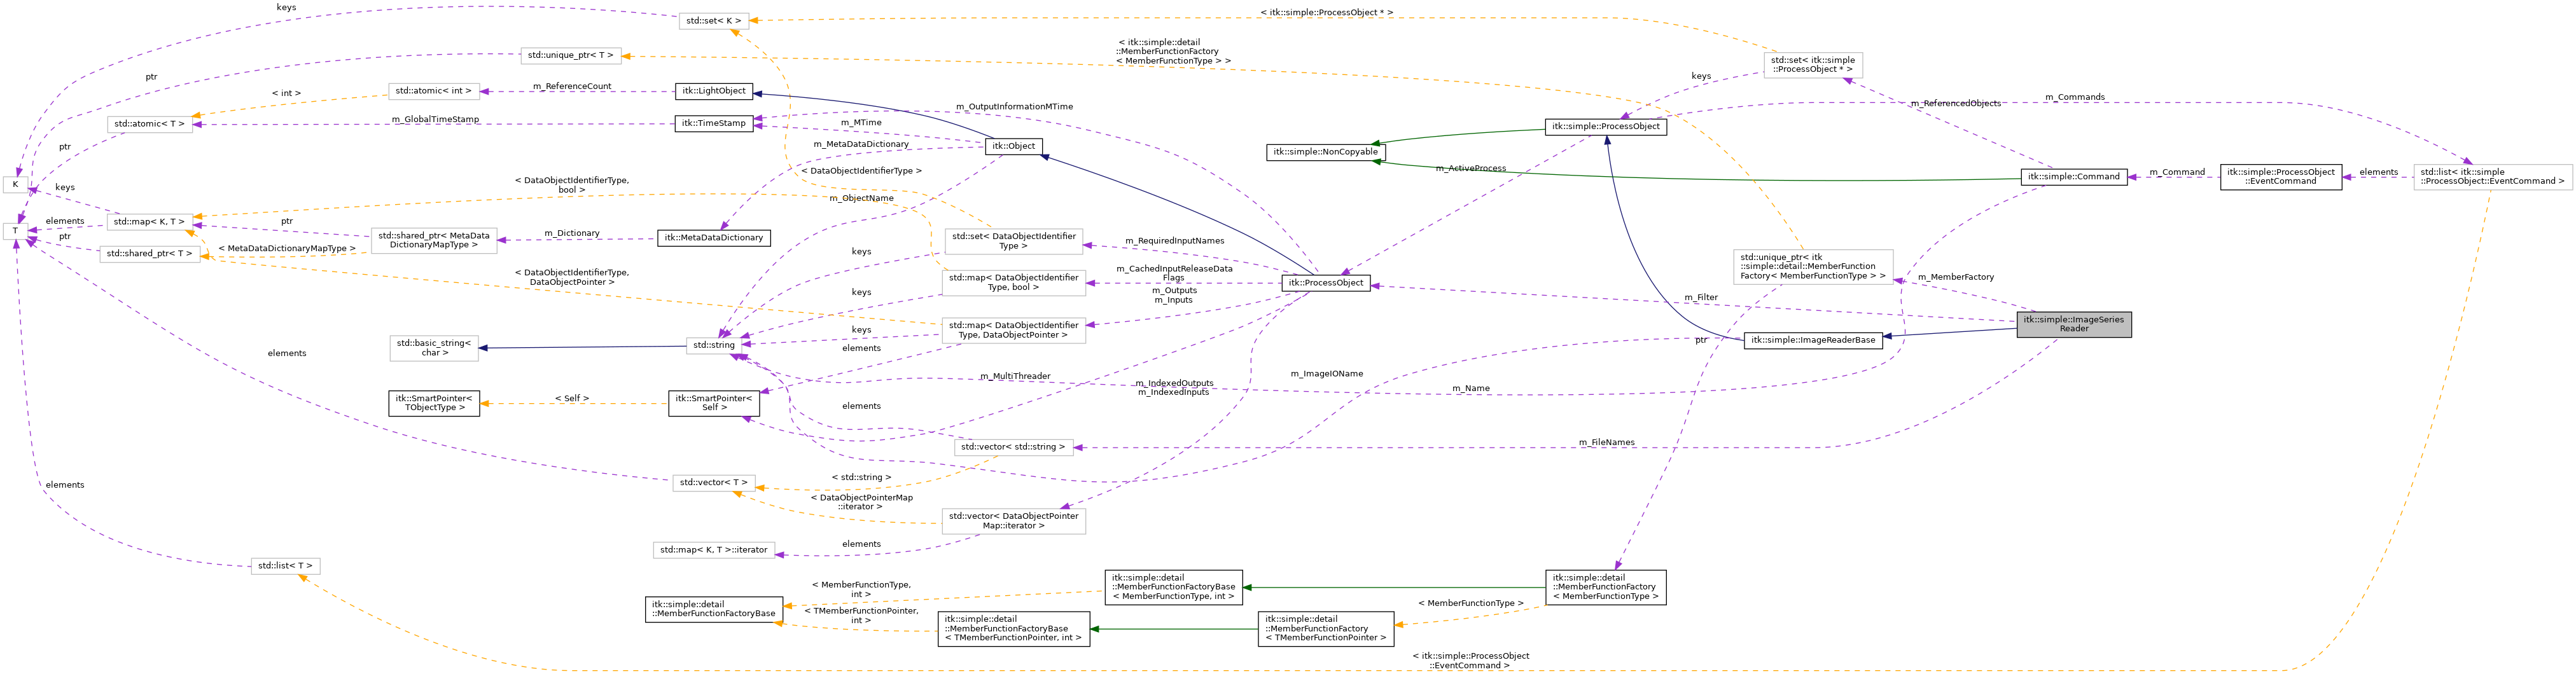 keys
std::set< K >
< itk::simple::ProcessObject * >
std::unique_ptr< T >
< itk::simple::detail
::MemberFunctionFactory
< MemberFunctionType > >
std::set< itk::simple
::ProcessObject * >
ptr
keys
std::atomic< int >
m_ReferenceCount
itk::LightObject
< int >
m_OutputInformationMTime
m_ReferencedObjects
m_Commands
std::atomic< T >
m_GlobalTimeStamp
itk::TimeStamp
m_MTime
itk::simple::ProcessObject
ptr
m_MetaDataDictionary
itk::Object
itk::simple::NonCopyable
m_ActiveProcess
< DataObjectIdentifierType >
itk::simple::Command
m_Command
itk::simple::ProcessObject
::EventCommand
elements
std::list< itk::simple
::ProcessObject::EventCommand >
K
keys
< DataObjectIdentifierType,
bool >
m_ObjectName
std::map< K, T >
elements
ptr
T
ptr
std::shared_ptr< MetaData
DictionaryMapType >
m_Dictionary
itk::MetaDataDictionary
std::shared_ptr< T >
< MetaDataDictionaryMapType >
std::set< DataObjectIdentifier
Type >
m_RequiredInputNames
keys
< DataObjectIdentifierType,
DataObjectPointer >
std::map< DataObjectIdentifier
Type, bool >
m_CachedInputReleaseData
Flags
itk::ProcessObject
std::unique_ptr< itk
::simple::detail::MemberFunction
Factory< MemberFunctionType > >
m_MemberFactory
keys
m_Outputs
m_Inputs
m_Filter
std::map< DataObjectIdentifier
Type, DataObjectPointer >
keys
itk::simple::ImageSeries
Reader
itk::simple::ImageReaderBase
ptr
std::basic_string<
char >
std::string
elements
elements
m_MultiThreader
m_IndexedOutputs
m_IndexedInputs
m_ImageIOName
m_Name
itk::SmartPointer<
TObjectType >
< Self >
itk::SmartPointer<
Self >
elements
std::vector< std::string >
m_FileNames
elements
std::vector< T >
< std::string >
< DataObjectPointerMap
::iterator >
std::vector< DataObjectPointer
Map::iterator >
std::map< K, T >::iterator
elements
std::list< T >
itk::simple::detail
::MemberFunctionFactoryBase
< MemberFunctionType,
int >
itk::simple::detail
::MemberFunctionFactoryBase
< MemberFunctionType, int >
itk::simple::detail
::MemberFunctionFactory
< MemberFunctionType >
< TMemberFunctionPointer,
int >
itk::simple::detail
::MemberFunctionFactoryBase
< TMemberFunctionPointer, int >
itk::simple::detail
::MemberFunctionFactory
< TMemberFunctionPointer >
< MemberFunctionType >
< itk::simple::ProcessObject
::EventCommand >